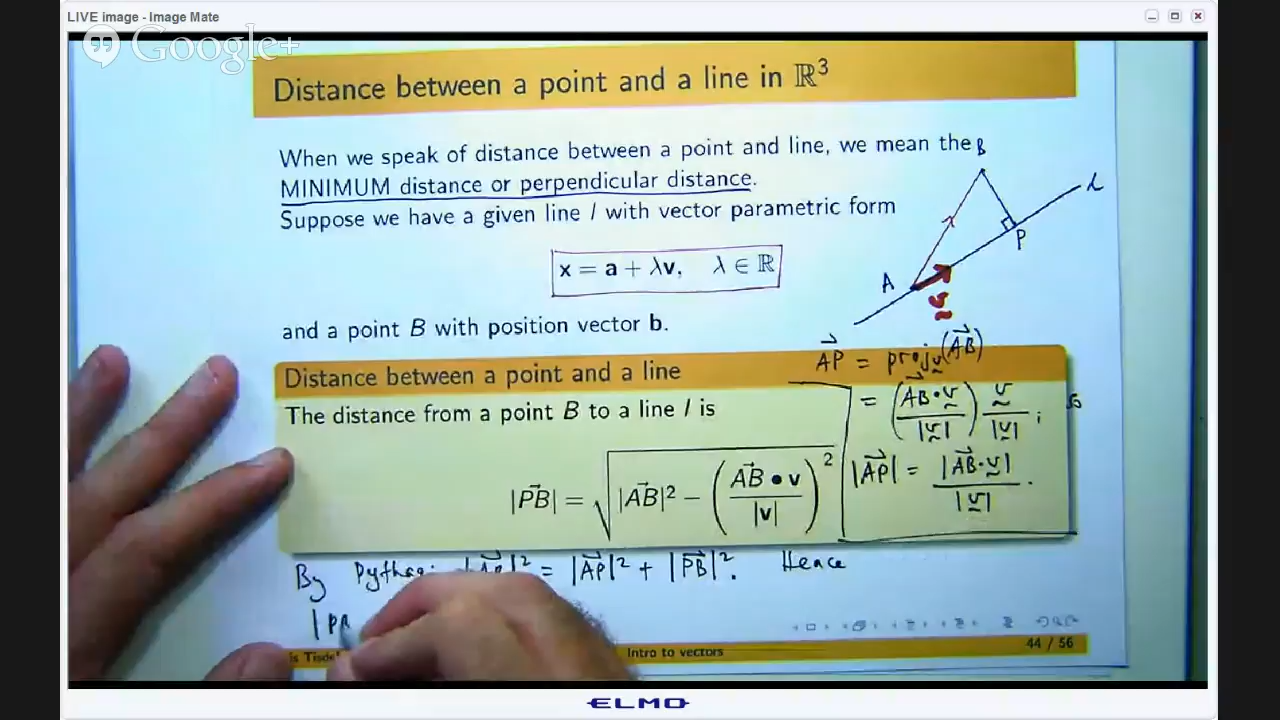 LIVE image - Image Mate
Google+
Distance between a point and a line in ℝ³
When we speak of distance between a point and line, we mean the
MINIMUM distance or perpendicular distance.
Suppose we have a given line l with vector parametric form
x = a + λv, λ ∈ ℝ
and a point B with position vector b.
B
L
P
A
v
AP = proj_v(AB)
Distance between a point and a line
= (AB·v / |v|) v / |v| ;
The distance from a point B to a line l is
|PB| = √(|AB|² − (AB • v / |v|)²)
|AP| = |AB·v| / |v| .
By |² = |AP|² + |PB|². Hence
|PB
Intro to vectors
44 / 56
ELMO